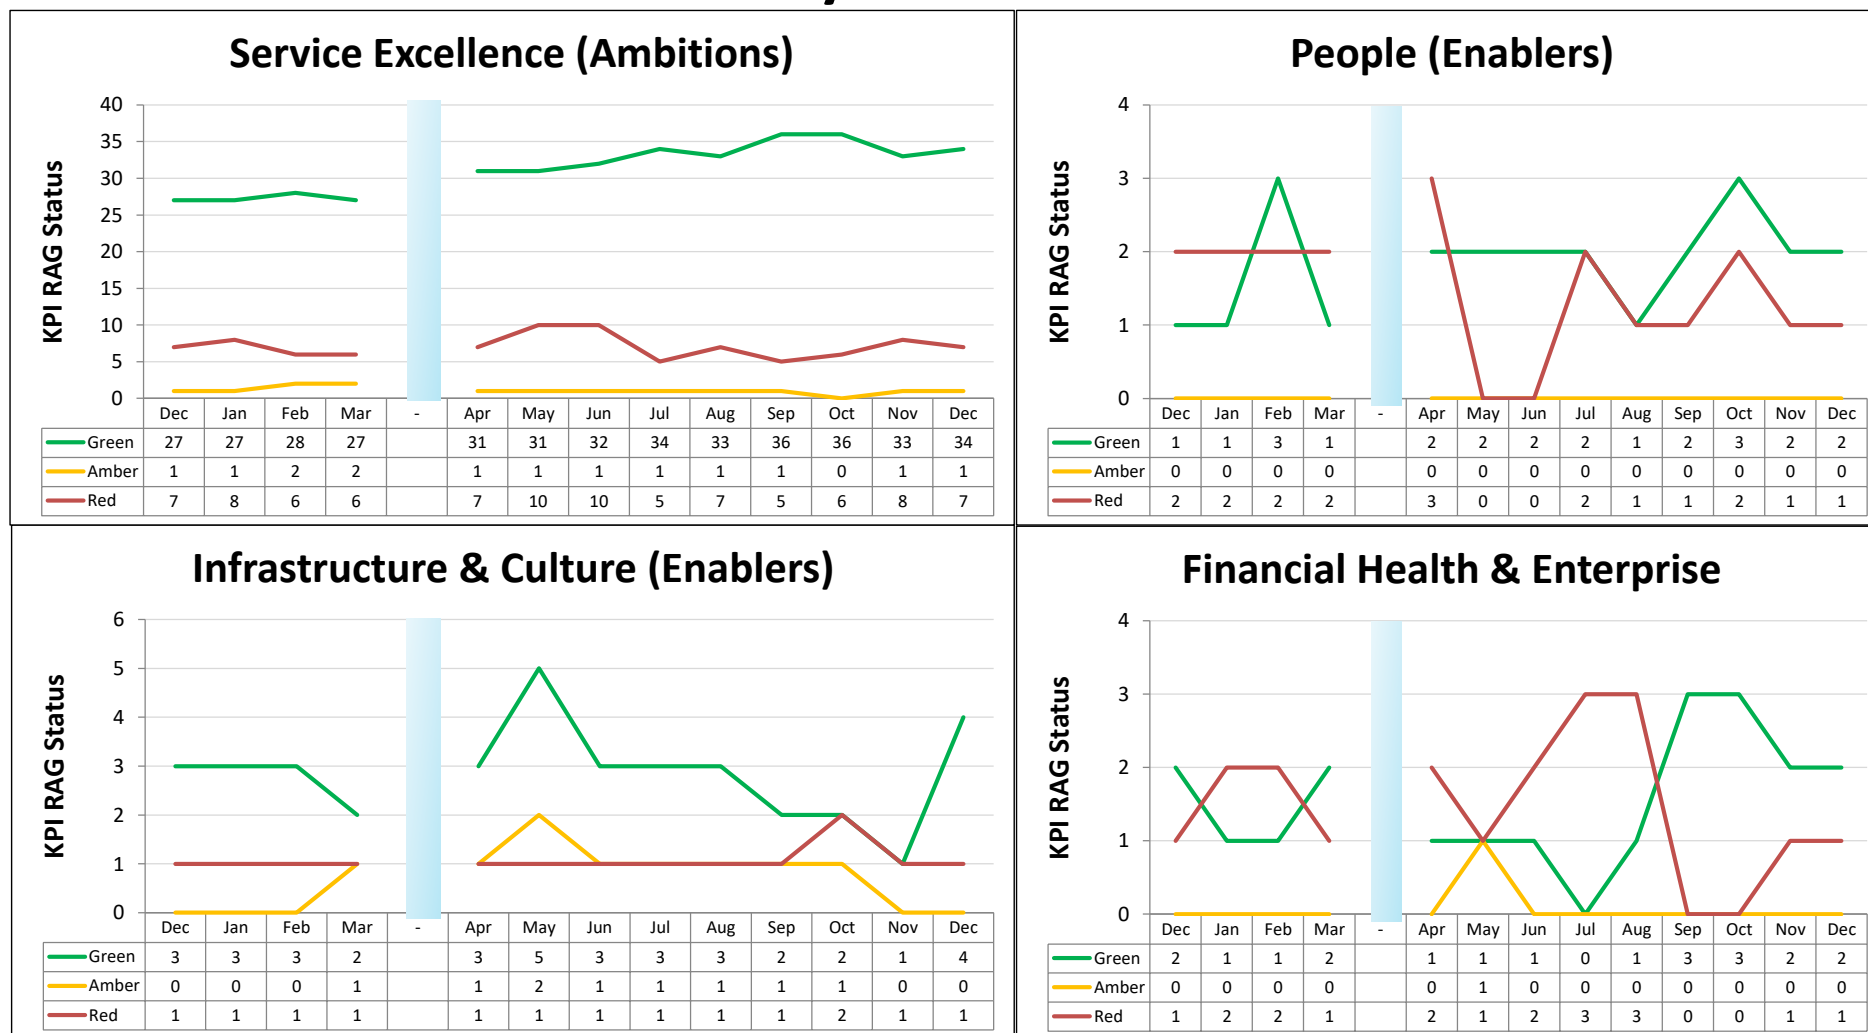 Service Excellence (Ambitions)
KPI RAG Status
40
35
30
25
20
15
10
5
0
Dec Jan Feb Mar - Apr May Jun Jul Aug Sep Oct Nov Dec
Green 27 27 28 27 31 31 32 34 33 36 36 33 34
Amber 1 1 2 2 1 1 1 1 1 1 0 1 1
Red 7 8 6 6 7 10 10 5 7 5 6 8 7
People (Enablers)
KPI RAG Status
4
3
2
1
0
Dec Jan Feb Mar - Apr May Jun Jul Aug Sep Oct Nov Dec
Green 1 1 3 1 2 2 2 2 1 2 3 2 2
Amber 0 0 0 0 0 0 0 0 0 0 0 0 0
Red 2 2 2 2 3 0 0 2 1 1 2 1 1
Infrastructure & Culture (Enablers)
KPI RAG Status
6
5
4
3
2
1
0
Dec Jan Feb Mar - Apr May Jun Jul Aug Sep Oct Nov Dec
Green 3 3 3 2 3 5 3 3 3 2 2 1 4
Amber 0 0 0 1 1 2 1 1 1 1 1 0 0
Red 1 1 1 1 1 1 1 1 1 1 2 1 1
Financial Health & Enterprise
KPI RAG Status
4
3
2
1
0
Dec Jan Feb Mar - Apr May Jun Jul Aug Sep Oct Nov Dec
Green 2 1 1 2 1 1 1 0 1 3 3 2 2
Amber 0 0 0 0 0 1 0 0 0 0 0 0 0
Red 1 2 2 1 2 1 2 3 3 0 0 1 1